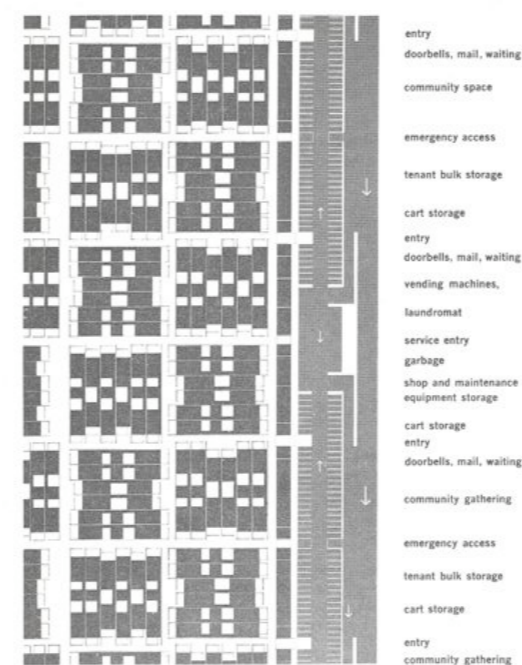 entry
doorbells, mail, waiting
community space
emergency access
tenant bulk storage
cart storage
entry
doorbells, mail, waiting
vending machines,
laundromat
service entry
garbage
shop and maintenance
equipment storage
cart storage
entry
doorbells, mail, waiting
community gathering
emergency access
tenant bulk storage
cart storage
entry
community gathering